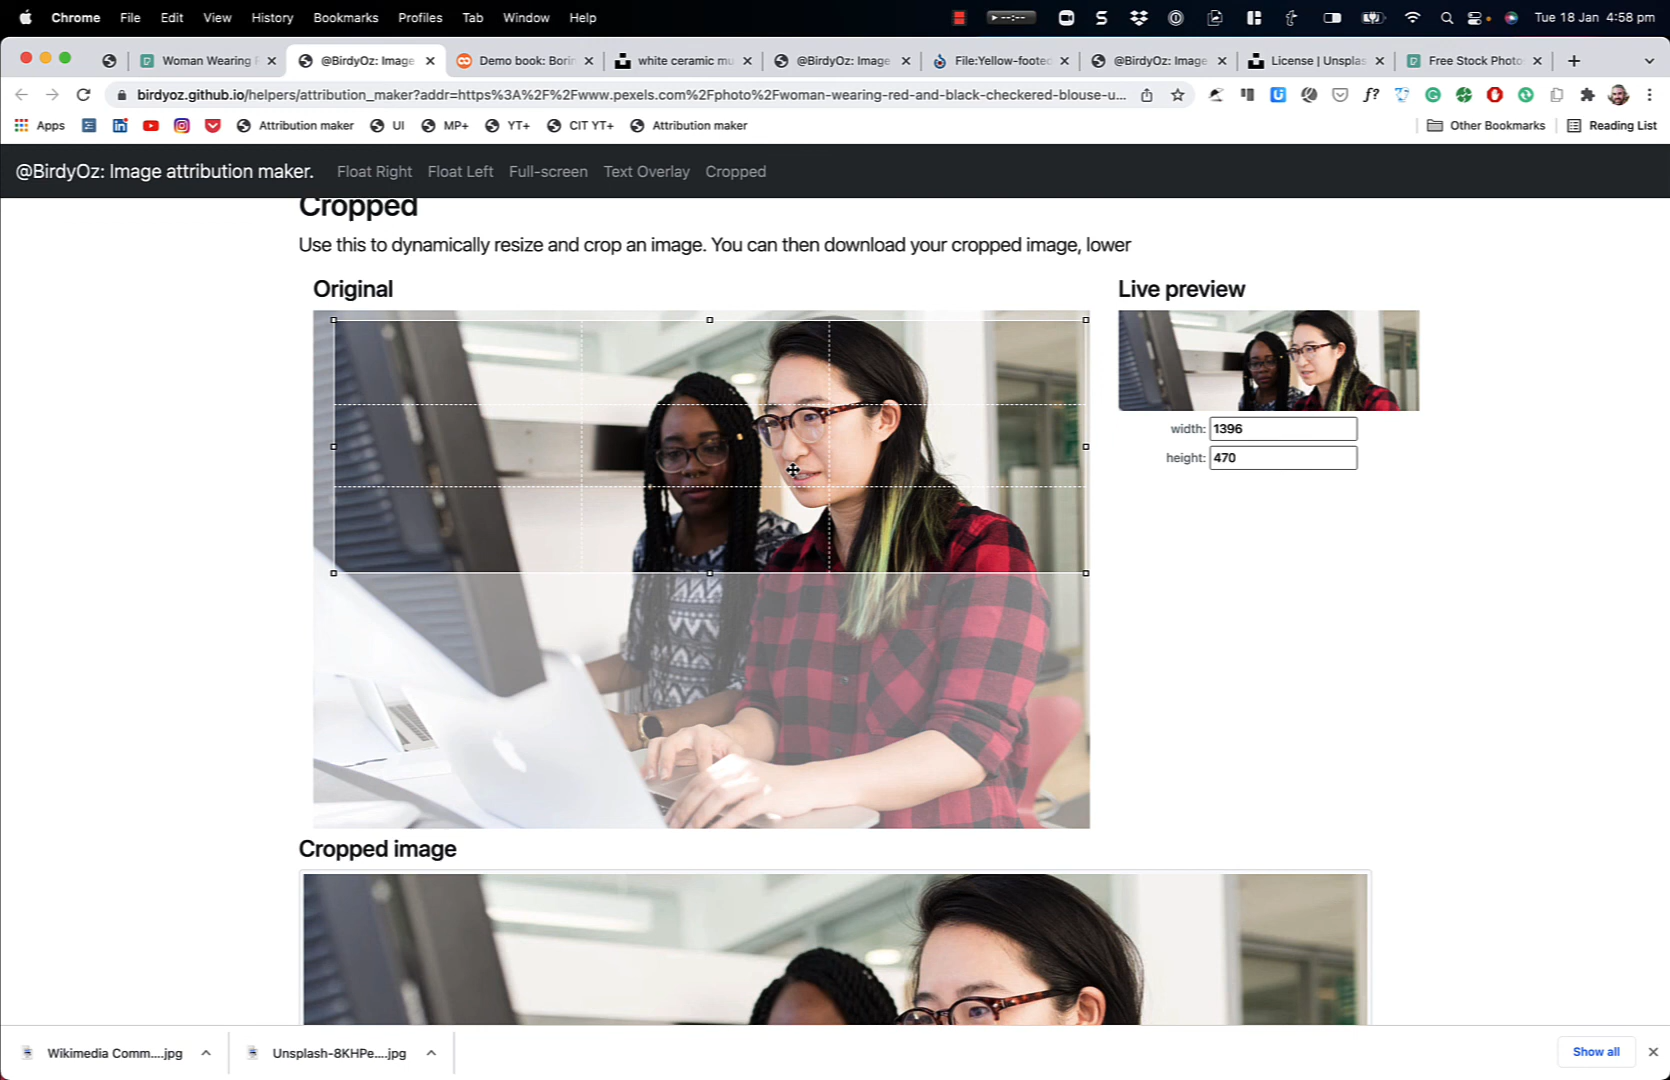 Chrome File Edit View History Bookmarks Profiles Tab Window Help Tue 18 Jan 4:58 pm
Woman Wearing @BirdyOz: Image Demo book: Borin white ceramic mu @BirdyOz: Image File:Yellow-footed @BirdyOz: Image License | Unsplas Free Stock Photo
birdyoz.github.io/helpers/attribution_maker?addr=https%3A%2F%2Fwww.pexels.com%2Fphoto%2Fwoman-wearing-red-and-black-checkered-blouse-u...
Apps Attribution maker UI MP+ YT+ CIT YT+ Attribution maker Other Bookmarks Reading List
@BirdyOz: Image attribution maker. Float Right Float Left Full-screen Text Overlay Cropped
Cropped
Use this to dynamically resize and crop an image. You can then download your cropped image, lower
Original
Live preview
width: 1396
height: 470
Cropped image
Wikimedia Comm....jpg Unsplash-8KHPe....jpg Show all